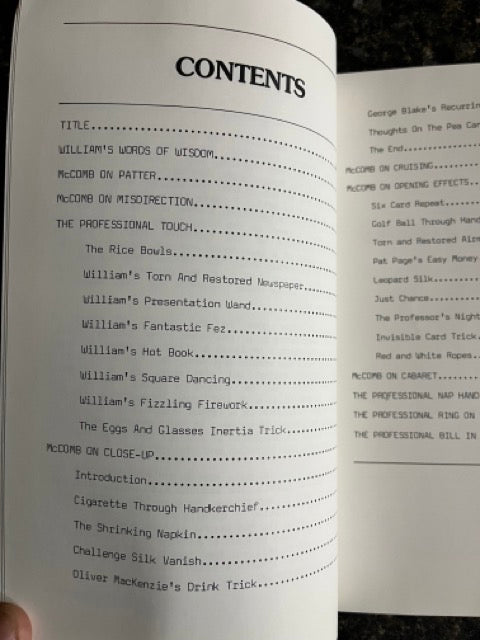 CONTENTS
TITLE
WILLIAM'S WORDS OF WISDOM
McCOMB ON PATTER
McCOMB ON MISDIRECTION
THE PROFESSIONAL TOUCH
The Rice Bowls
William's Torn And Restored Newspaper
William's Presentation Wand
William's Fantastic Fez
William's Hot Book
William's Square Dancing
William's Fizzling Firework
The Eggs And Glasses Inertia Trick
McCOMB ON CLOSE-UP
Introduction
Cigarette Through Handkerchief
The Shrinking Napkin
Challenge Silk Vanish
Oliver MacKenzie's Drink Trick
George Blake's Recurrin
Thoughts On The Pea Can
The End
McCOMB ON CRUISING
McCOMB ON OPENING EFFECTS
Six Card Repeat
Golf Ball Through Hand
Torn and Restored
Pat Page's Easy Money
Leopard Silk
Just Chance
The Professor's Night
Invisible Card Trick
Red and White Ropes
McCOMB ON CABARET
THE PROFESSIONAL NAP HAND
THE PROFESSIONAL RING ON
THE PROFESSIONAL BILL IN